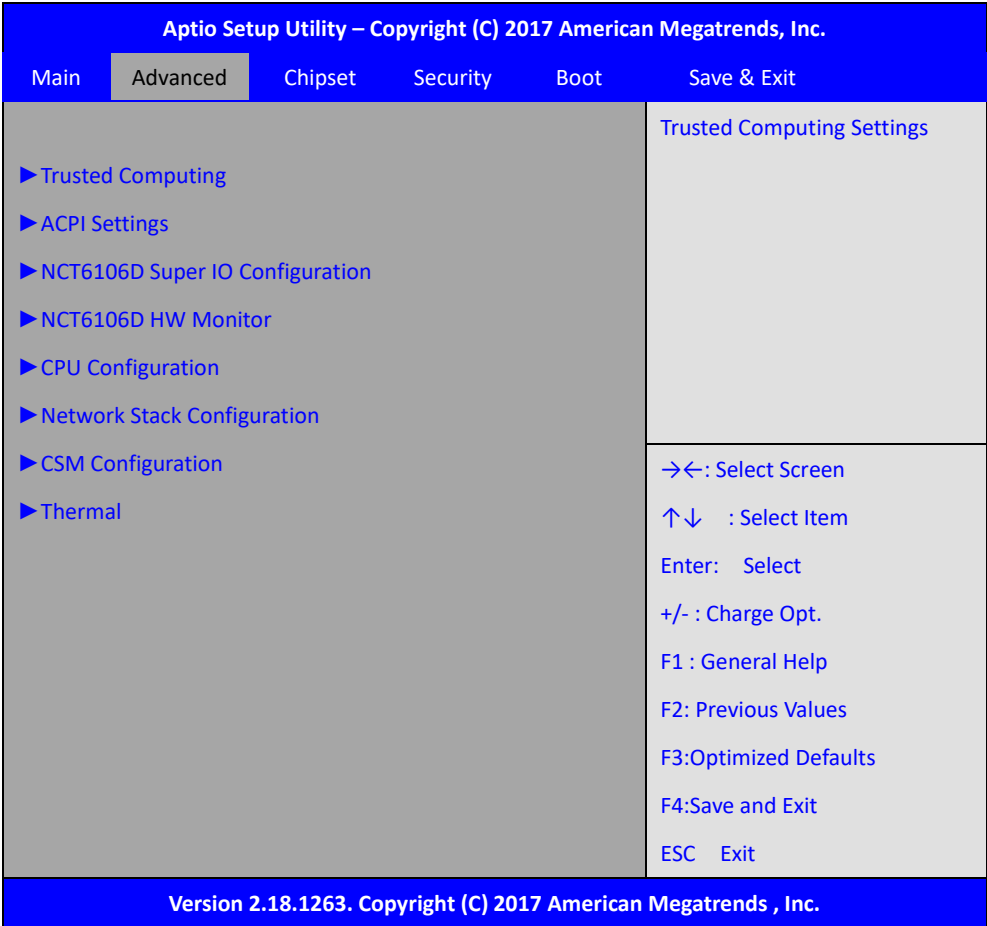 Aptio Setup Utility – Copyright (C) 2017 American Megatrends, Inc.
Main Advanced Chipset Security Boot Save & Exit
►Trusted Computing
►ACPI Settings
►NCT6106D Super IO Configuration
►NCT6106D HW Monitor
►CPU Configuration
►Network Stack Configuration
►CSM Configuration
►Thermal
Trusted Computing Settings
→←: Select Screen
↑↓ : Select Item
Enter: Select
+/- : Charge Opt.
F1 : General Help
F2: Previous Values
F3:Optimized Defaults
F4:Save and Exit
ESC Exit
Version 2.18.1263. Copyright (C) 2017 American Megatrends , Inc.